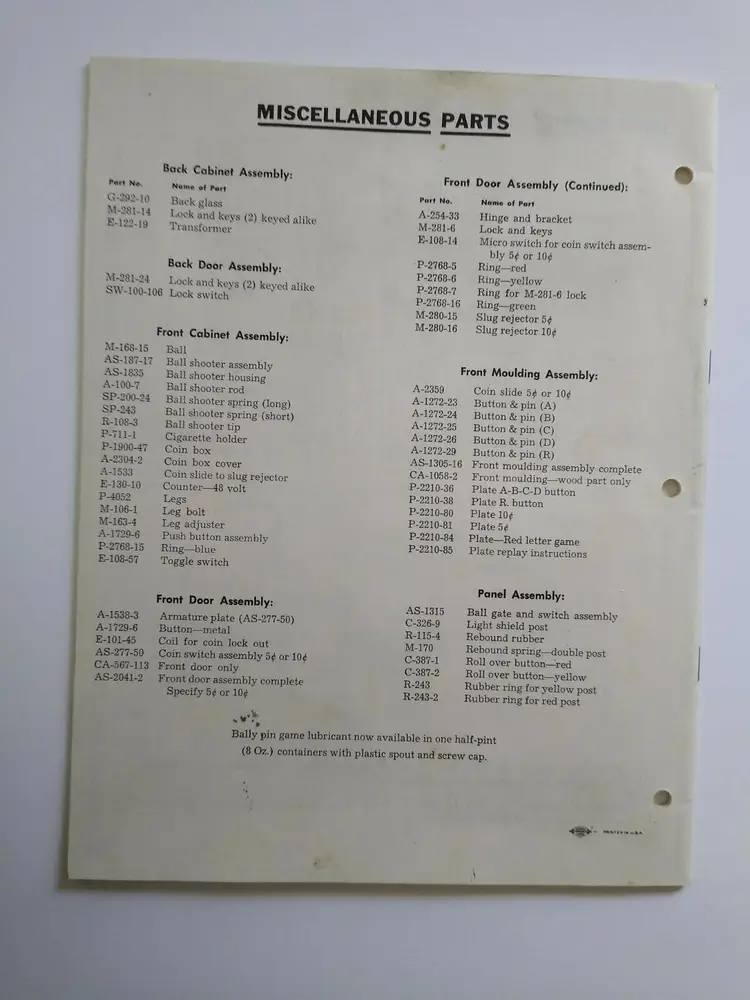 MISCELLANEOUS PARTS
Back Cabinet Assembly:
Part No. Name of Part
G-292-10 Back glass
M-281-14 Lock and keys (2) keyed alike
E-122-19 Transformer
Back Door Assembly:
M-281-24 Lock and keys (2) keyed alike
SW-100-106 Lock switch
Front Cabinet Assembly:
M-168-15 Ball
AS-187-17 Ball shooter assembly
AS-1835 Ball shooter housing
A-100-7 Ball shooter rod
SP-200-24 Ball shooter spring (long)
SP-243 Ball shooter spring (short)
R-108-3 Ball shooter tip
P-711-1 Cigarette holder
P-1900-47 Coin box
A-2304-2 Coin box cover
A-1533 Coin slide to slug rejector
E-130-10 Counter—48 volt
P-4052 Legs
M-106-1 Leg bolt
M-163-4 Leg adjuster
A-1729-6 Push button assembly
P-2768-15 Ring—blue
E-108-57 Toggle switch
Front Door Assembly:
A-1538-3 Armature plate (AS-277-50)
A-1729-6 Button—metal
E-101-45 Coil for coin lock out
AS-277-50 Coin switch assembly 5¢ or 10¢
CA-567-113 Front door only
AS-2041-2 Front door assembly complete
Specify 5¢ or 10¢
Front Door Assembly (Continued):
Part No. Name of Part
A-254-33 Hinge and bracket
M-281-6 Lock and keys
E-108-14 Micro switch for coin switch assem-
bly 5¢ or 10¢
P-2768-5 Ring—red
P-2768-6 Ring—yellow
P-2768-7 Ring for M-281-6 lock
P-2768-16 Ring—green
M-280-15 Slug rejector 5¢
M-280-16 Slug rejector 10¢
Front Moulding Assembly:
A-2359 Coin slide 5¢ or 10¢
A-1272-23 Button & pin (A)
A-1272-24 Button & pin (B)
A-1272-25 Button & pin (C)
A-1272-26 Button & pin (D)
A-1272-29 Button & pin (R)
AS-1305-16 Front moulding assembly complete
CA-1058-2 Front moulding—wood part only
P-2210-36 Plate A-B-C-D button
P-2210-38 Plate R. button
P-2210-80 Plate 10¢
P-2210-81 Plate 5¢
P-2210-84 Plate—Red letter game
P-2210-85 Plate replay instructions
Panel Assembly:
AS-1315 Ball gate and switch assembly
C-326-9 Light shield post
R-115-4 Rebound rubber
M-170 Rebound spring—double post
C-387-1 Roll over button—red
C-387-2 Roll over button—yellow
R-243 Rubber ring for yellow post
R-243-2 Rubber ring for red post
Bally pin game lubricant now available in one half-pint
(8 Oz.) containers with plastic spout and screw cap.
PRINTED IN U.S.A.